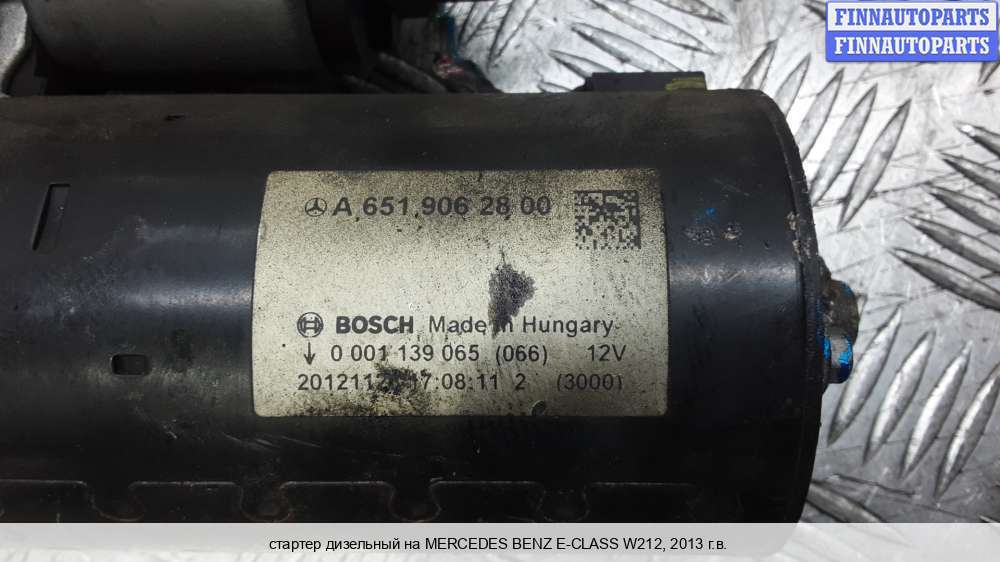 FINNAUTOPARTS
FINNAUTOPARTS
A 651 906 28 00
BOSCH Made in Hungary
0 001 139 065 (066) 12V
17:08:11 2 (3000)
стартер дизельный на MERCEDES BENZ E-CLASS W212, 2013 г.в.